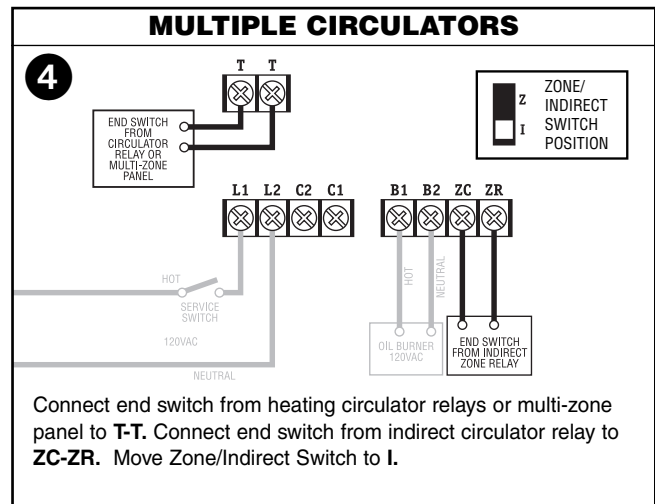 MULTIPLE CIRCULATORS
4
T T
END SWITCH
FROM
CIRCULATOR
RELAY OR
MULTI-ZONE
PANEL
Z
I
ZONE/
INDIRECT
SWITCH
POSITION
L1 L2 C2 C1
B1 B2 ZC ZR
HOT
SERVICE
SWITCH
120VAC
NEUTRAL
HOT
NEUTRAL
OIL BURNER
120VAC
END SWITCH
FROM INDIRECT
ZONE RELAY
Connect end switch from heating circulator relays or multi-zone
panel to T-T. Connect end switch from indirect circulator relay to
ZC-ZR. Move Zone/Indirect Switch to I.